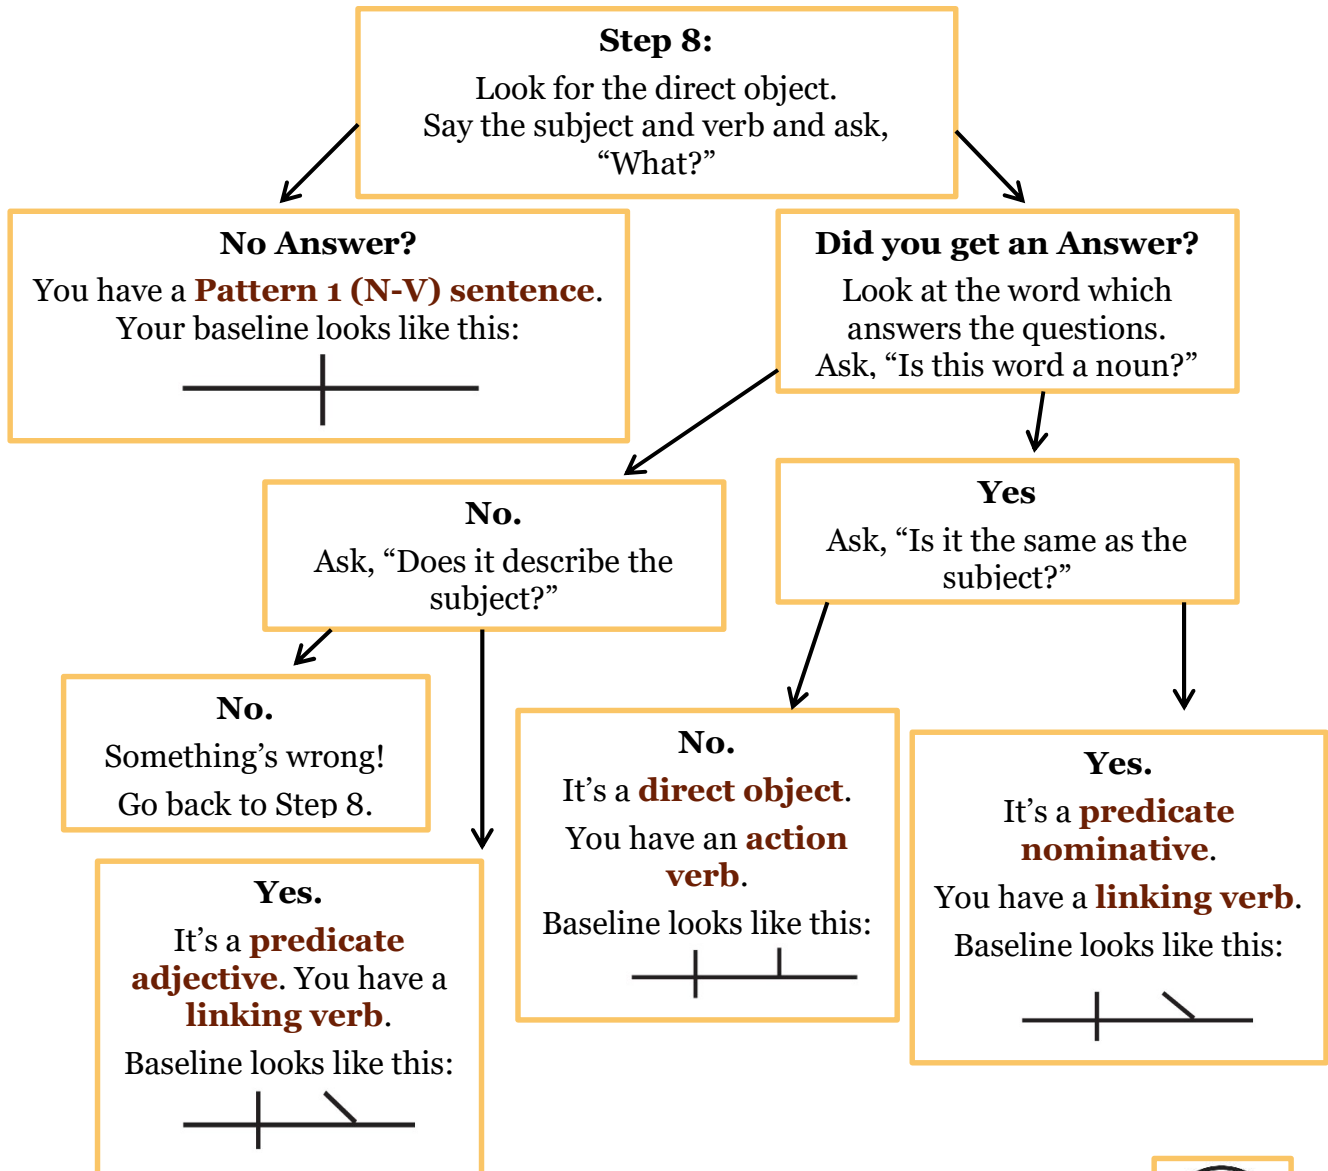 Step 8:
Look for the direct object.
Say the subject and verb and ask,
“What?”
No Answer?
You have a Pattern 1 (N-V) sentence.
Your baseline looks like this:
Did you get an Answer?
Look at the word which
answers the questions.
Ask, “Is this word a noun?”
No.
Ask, “Does it describe the
subject?”
Yes
Ask, “Is it the same as the
subject?”
No.
Something’s wrong!
Go back to Step 8.
Yes.
It’s a predicate
adjective. You have a
linking verb.
Baseline looks like this:
No.
It’s a direct object.
You have an action
verb.
Baseline looks like this:
Yes.
It’s a predicate
nominative.
You have a linking verb.
Baseline looks like this: